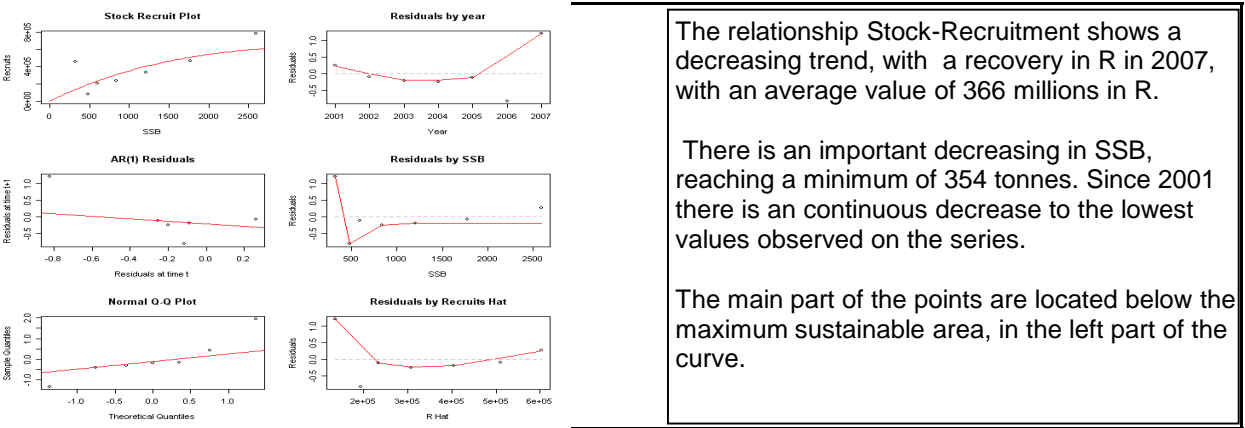 Stock Recruit Plot
Recruits
0e+00 4e+05 8e+05
0 500 1000 1500 2000 2500
SSB
Residuals by year
Residuals
-0.5 0.0 0.5 1.0
2001 2002 2003 2004 2005 2006 2007
Year
AR(1) Residuals
Residuals at time t+1
-0.5 0.0 0.5 1.0
-0.8 -0.6 -0.4 -0.2 0.0 0.2
Residuals at time t
Residuals by SSB
Residuals
-0.5 0.0 0.5 1.0
500 1000 1500 2000 2500
SSB
Normal Q-Q Plot
Sample Quantiles
-1.0 0.0 1.0 2.0
-1.0 -0.5 0.0 0.5 1.0
Theoretical Quantiles
Residuals by Recruits Hat
Residuals
-0.5 0.0 0.5 1.0
2e+05 3e+05 4e+05 5e+05 6e+05
R Hat
The relationship Stock-Recruitment shows a
decreasing trend, with a recovery in R in 2007,
with an average value of 366 millions in R.
There is an important decreasing in SSB,
reaching a minimum of 354 tonnes. Since 2001
there is an continuous decrease to the lowest
values observed on the series.
The main part of the points are located below the
maximum sustainable area, in the left part of the
curve.